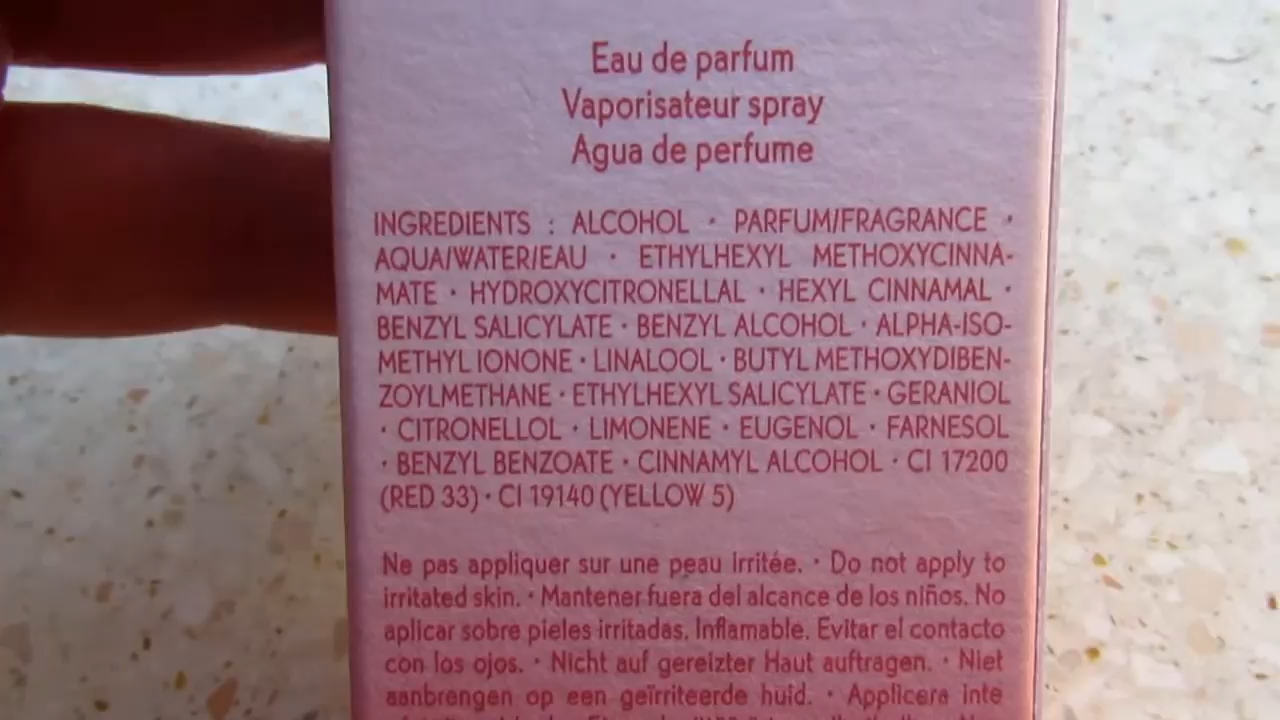 Eau de parfum
Vaporisateur spray
Agua de perfume
INGREDIENTS : ALCOHOL · PARFUM/FRAGRANCE ·
AQUA/WATER/EAU · ETHYLHEXYL METHOXYCINNA-
MATE · HYDROXYCITRONELLAL · HEXYL CINNAMAL ·
BENZYL SALICYLATE · BENZYL ALCOHOL · ALPHA-ISO-
METHYL IONONE · LINALOOL · BUTYL METHOXYDIBEN-
ZOYLMETHANE · ETHYLHEXYL SALICYLATE · GERANIOL
· CITRONELLOL · LIMONENE · EUGENOL · FARNESOL
· BENZYL BENZOATE · CINNAMYL ALCOHOL · CI 17200
(RED 33) · CI 19140 (YELLOW 5)
Ne pas appliquer sur une peau irritée. · Do not apply to
irritated skin. · Mantener fuera del alcance de los niños. No
aplicar sobre pieles irritadas. Inflamable. Evitar el contacto
con los ojos. · Nicht auf gereizter Haut auftragen. · Niet
aanbrengen op een geïrriteerde huid. · Applicera inte